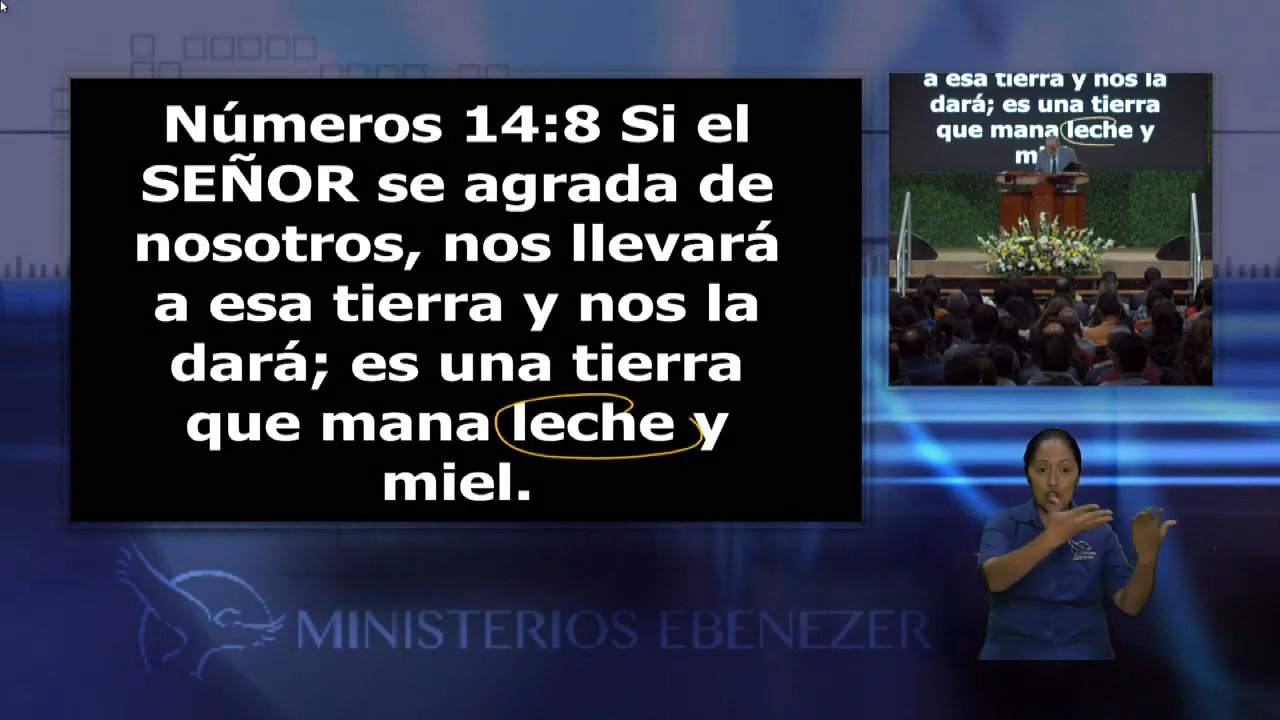 Números 14:8 Si el
SEÑOR se agrada de
nosotros, nos llevará
a esa tierra y nos la
dará; es una tierra
que mana leche y
miel.
a esa tierra y nos la
dará; es una tierra
que mana leche y
m
MINISTERIOS EBENEZER